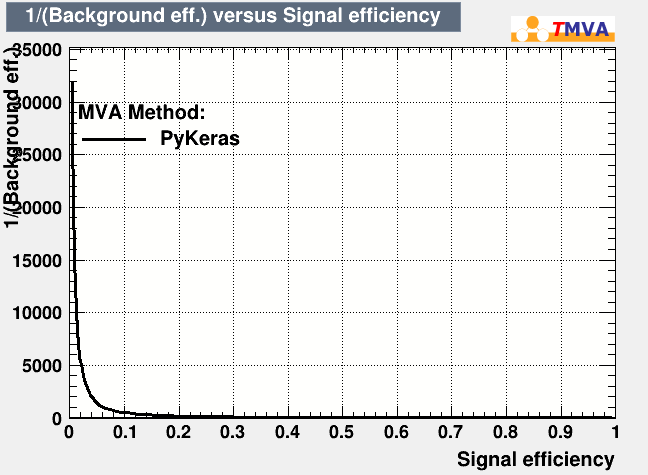 1/(Background eff.) versus Signal efficiency
TMVA
1/(Background eff.)
35000
30000
MVA Method:
PyKeras
25000
20000
15000
10000
5000
0
0 0.1 0.2 0.3 0.4 0.5 0.6 0.7 0.8 0.9 1
Signal efficiency